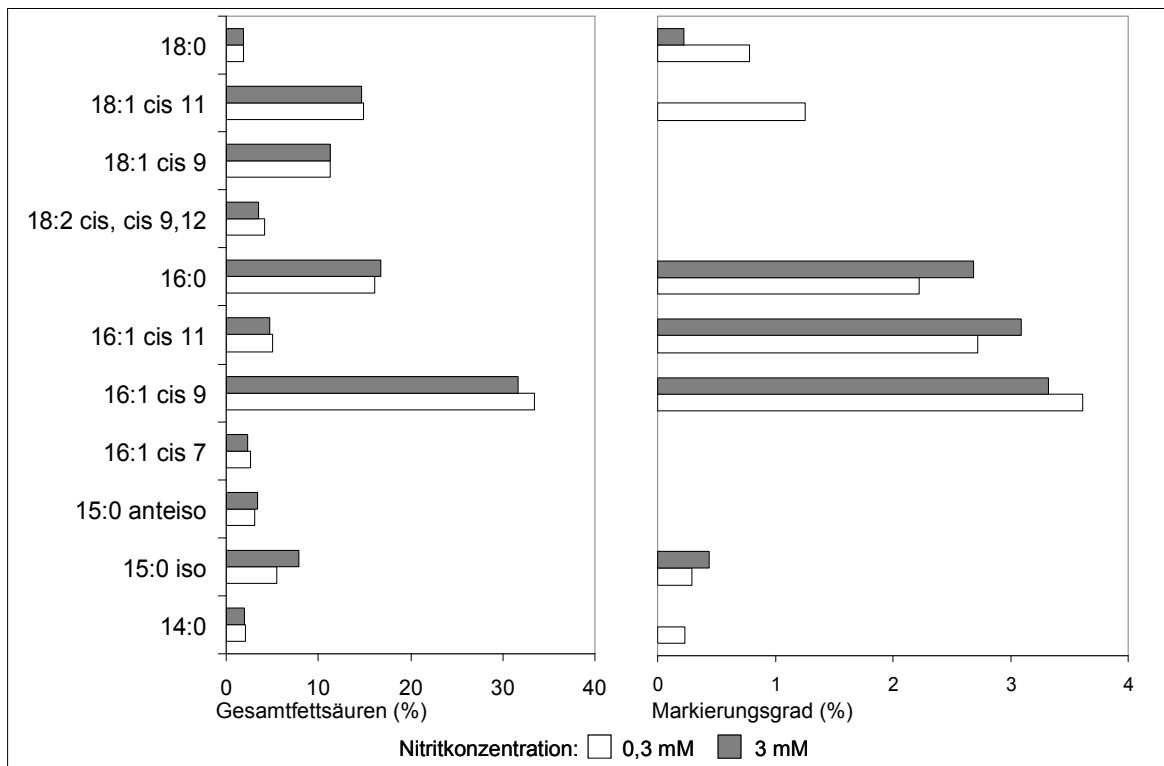 18:0
18:1 cis 11
18:1 cis 9
18:2 cis, cis 9,12
16:0
16:1 cis 11
16:1 cis 9
16:1 cis 7
15:0 anteiso
15:0 iso
14:0
0 10 20 30 40
Gesamtfettsäuren (%)
0 1 2 3 4
Markierungsgrad (%)
Nitritkonzentration: 0,3 mM 3 mM